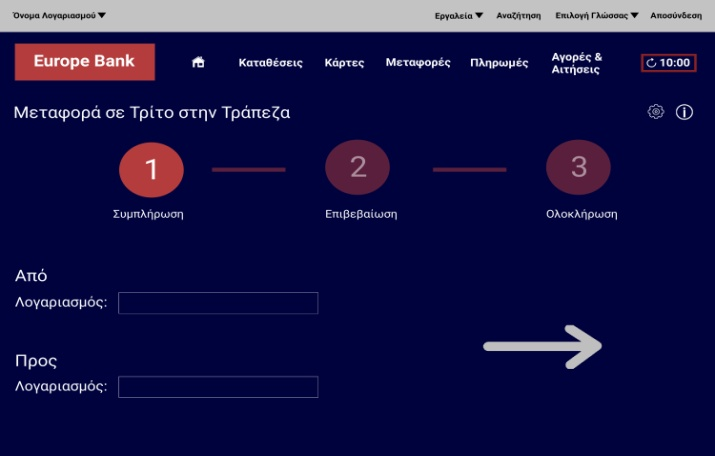 Όνομα Λογαριασμού Εργαλεία Αναζήτηση Επιλογή Γλώσσας Αποσύνδεση
Europe Bank Καταθέσεις Κάρτες Μεταφορές Πληρωμές Αγορές &
Αιτήσεις 10:00
Μεταφορά σε Τρίτο στην Τράπεζα
1 2 3
Συμπλήρωση Επιβεβαίωση Ολοκλήρωση
Από
Λογαριασμός:
Προς
Λογαριασμός: